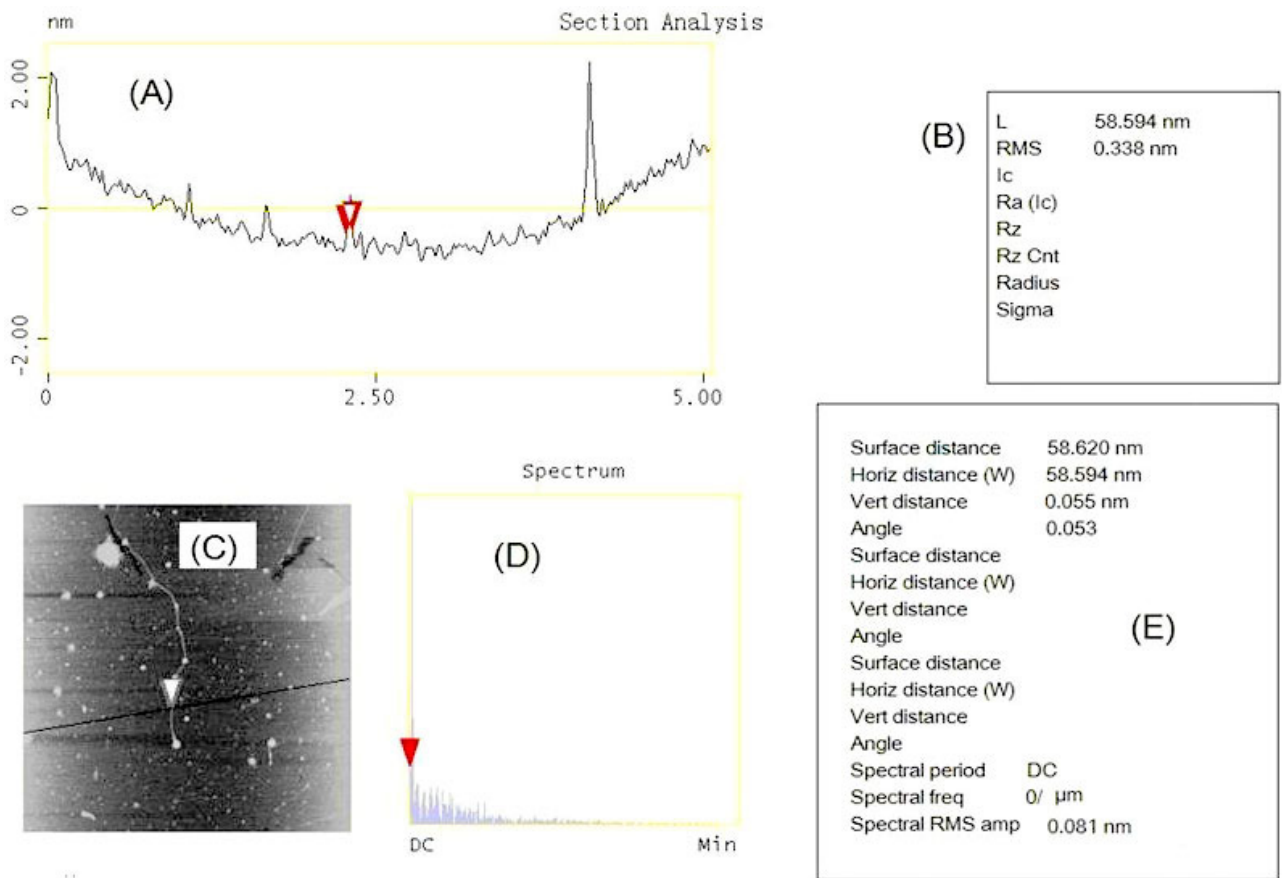 nm
Section Analysis
2.00
0
-2.00
(A)
0 2.50 5.00
(B)
L 58.594 nm
RMS 0.338 nm
Ic
Ra (Ic)
Rz
Rz Cnt
Radius
Sigma
(C)
Spectrum
(D)
DC Min
Surface distance 58.620 nm
Horiz distance (W) 58.594 nm
Vert distance 0.055 nm
Angle 0.053
Surface distance
Horiz distance (W)
Vert distance
Angle
Surface distance
Horiz distance (W)
Vert distance
Angle
Spectral period DC
Spectral freq 0/ μm
Spectral RMS amp 0.081 nm
(E)